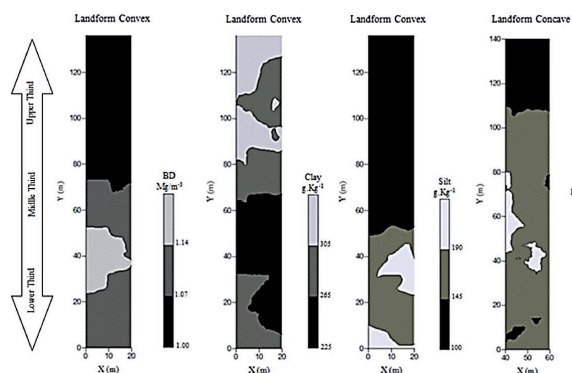 Landform Convex
Landform Convex
Landform Convex
Landform Concave
Upper Third
Millle Third
Lower Third
Y (m)
120
100
80
60
40
20
0
0 10 20
X (m)
BD
Mg/m⁻³
1.14
1.07
1.00
Y (m)
120
100
80
60
40
20
0
0 10 20
X (m)
Clay
g.Kg⁻¹
305
265
225
Y (m)
120
100
80
60
40
20
0
0 10 20
X (m)
Silt
g.Kg⁻¹
190
145
100
Y (m)
140
120
100
80
60
40
20
0
40 50 60
X (m)